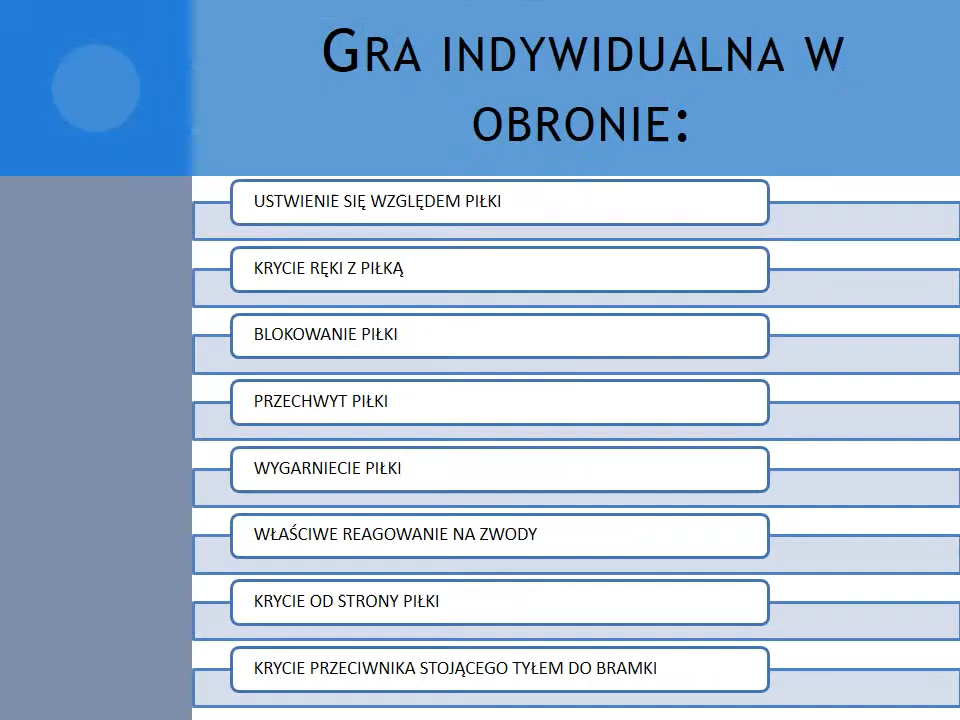 Gra indywidualna w
obronie:
USTWIENIE SIĘ WZGLĘDEM PIŁKI
KRYCIE RĘKI Z PIŁKĄ
BLOKOWANIE PIŁKI
PRZECHWYT PIŁKI
WYGARNIECIE PIŁKI
WŁAŚCIWE REAGOWANIE NA ZWODY
KRYCIE OD STRONY PIŁKI
KRYCIE PRZECIWNIKA STOJĄCEGO TYŁEM DO BRAMKI